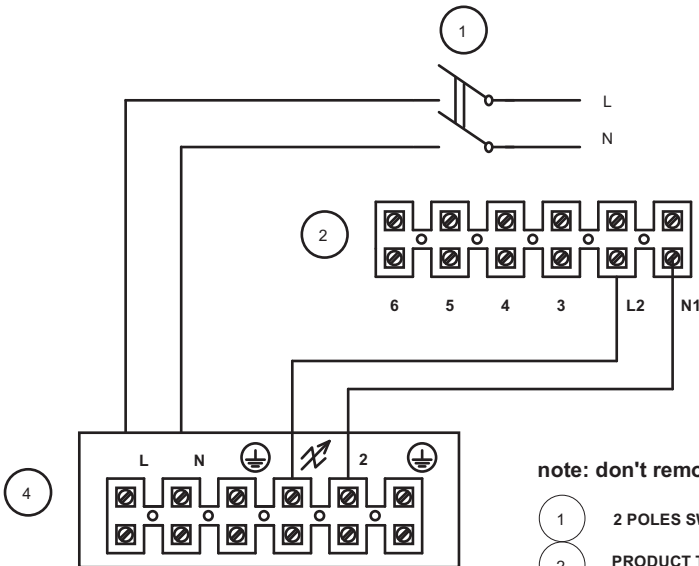 1
L
N
2
6 5 4 3 L2 N1
L N 2
4
note: don't remo
1 2 POLES SW
2 PRODUCT T